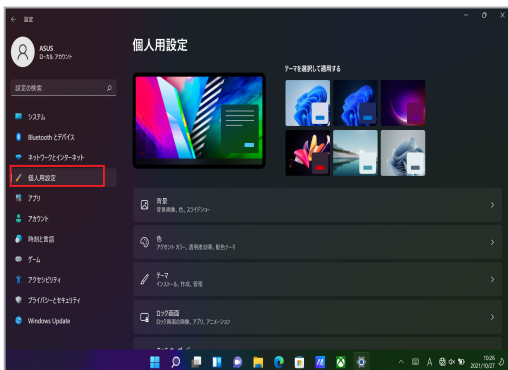 設定
ASUS
ローカル アカウント
設定の検索
システム
Bluetooth とデバイス
ネットワークとインターネット
個人用設定
アプリ
アカウント
時刻と言語
ゲーム
アクセシビリティ
プライバシーとセキュリティ
Windows Update
個人用設定
テーマを選択して適用する
背景
背景画像、色、スライドショー
色
アクセント カラー、透明度効果、配色テーマ
テーマ
インストール、作成、管理
ロック画面
ロック画面の画像、アプリ、アニメーション
A
10:26
2021/10/27